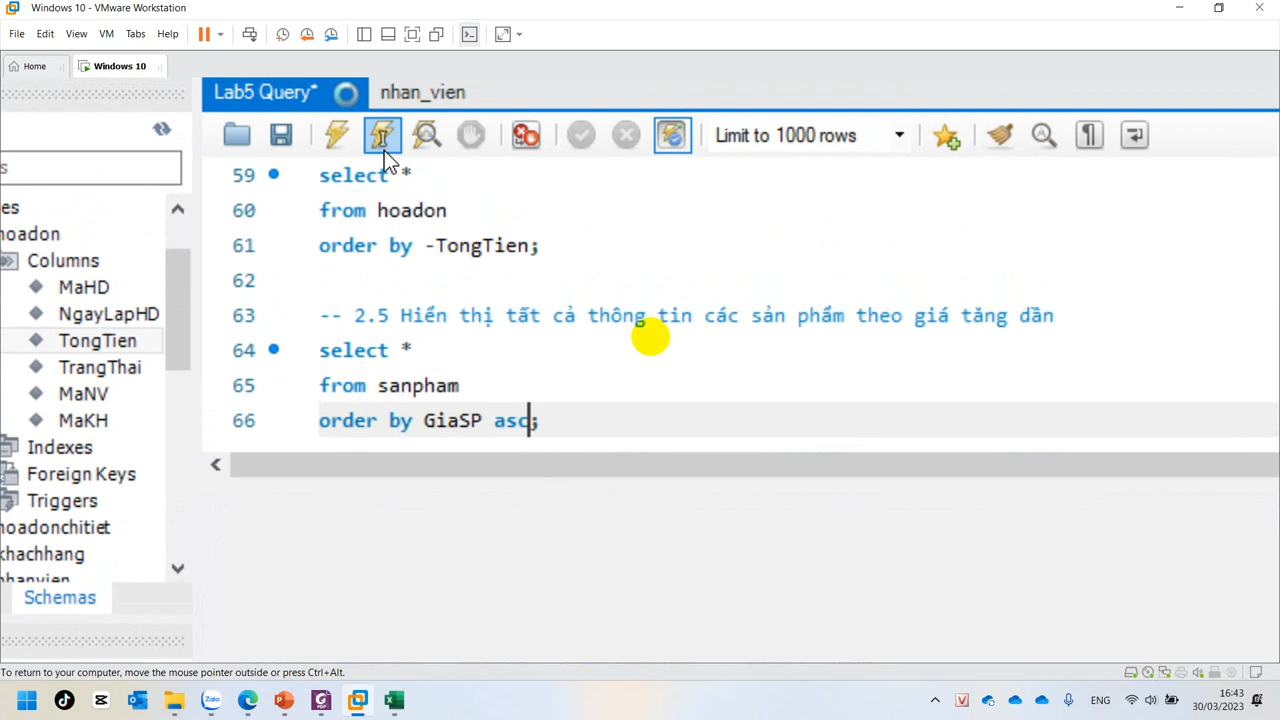 Windows 10 - VMware Workstation
File Edit View VM Tabs Help
Home Windows 10
Lab5 Query* nhan_vien
Limit to 1000 rows
s
59 select *
60 from hoadon
61 order by -TongTien;
62
63 -- 2.5 Hiển thị tất cả thông tin các sản phẩm theo giá tăng dần
64 select *
65 from sanpham
66 order by GiaSP asc;
es
hoadon
Columns
MaHD
NgayLapHD
TongTien
TrangThai
MaNV
MaKH
Indexes
Foreign Keys
Triggers
hoadonchitiet
khachhang
nhanvien
Schemas
To return to your computer, move the mouse pointer outside or press Ctrl+Alt.
Zalo
ENG
16:43
30/03/2023